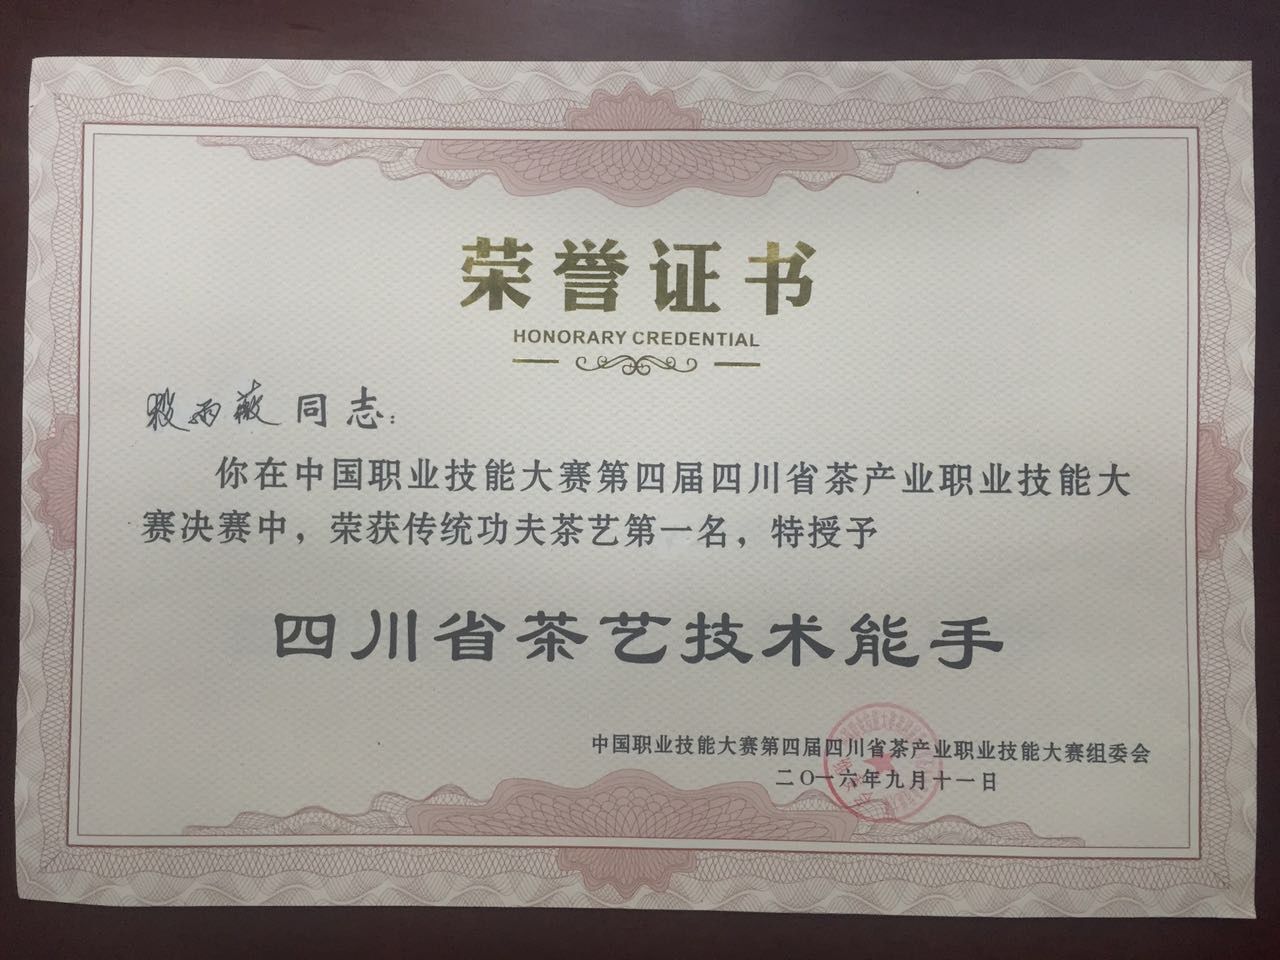 荣誉证书
HONORARY CREDENTIAL
雨薇同志：
你在中国职业技能大赛第四届四川省茶产业职业技能大
赛决赛中，荣获传统功夫茶艺第一名，特授予
四川省茶艺技术能手
中国职业技能大赛第四届四川省茶产业职业技能大赛组委会
二〇一六年九月十一日